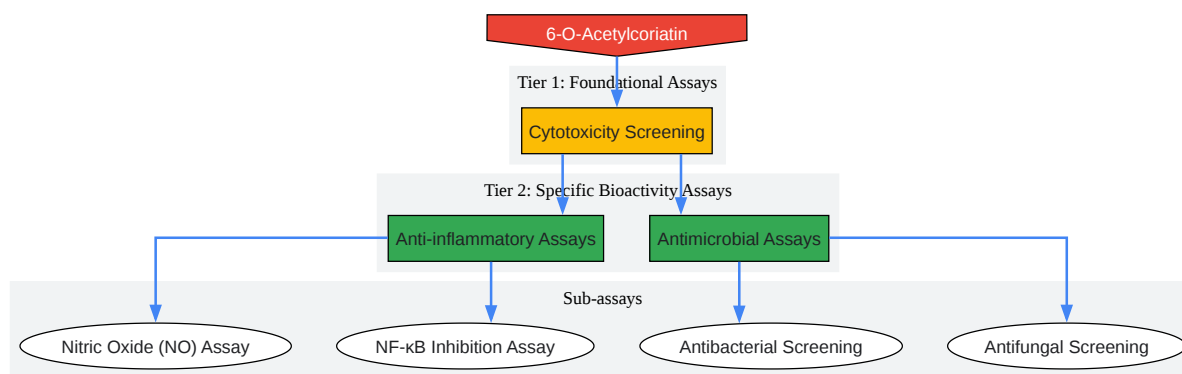 6-O-Acetylcoriatin
Tier 1: Foundational Assays
Cytotoxicity Screening
Tier 2: Specific Bioactivity Assays
Anti-inflammatory Assays
Antimicrobial Assays
Sub-assays
Nitric Oxide (NO) Assay
NF-κB Inhibition Assay
Antibacterial Screening
Antifungal Screening